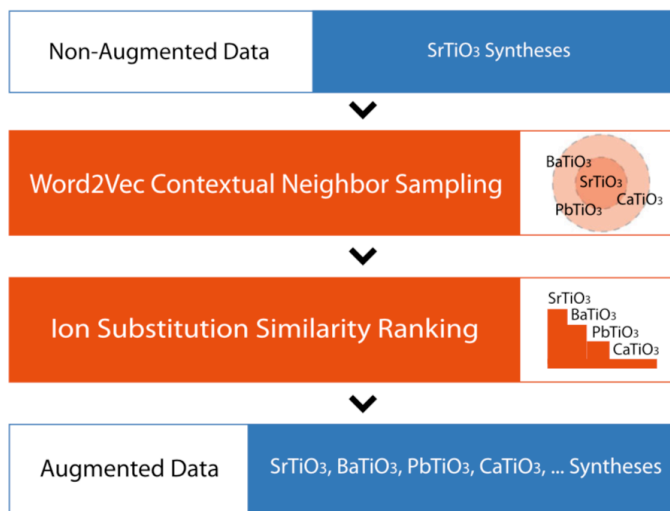 Non-Augmented Data
SrTiO₃ Syntheses
Word2Vec Contextual Neighbor Sampling
BaTiO₃
SrTiO₃
CaTiO₃
PbTiO₃
Ion Substitution Similarity Ranking
SrTiO₃
BaTiO₃
PbTiO₃
CaTiO₃
Augmented Data
SrTiO₃, BaTiO₃, PbTiO₃, CaTiO₃, ... Syntheses